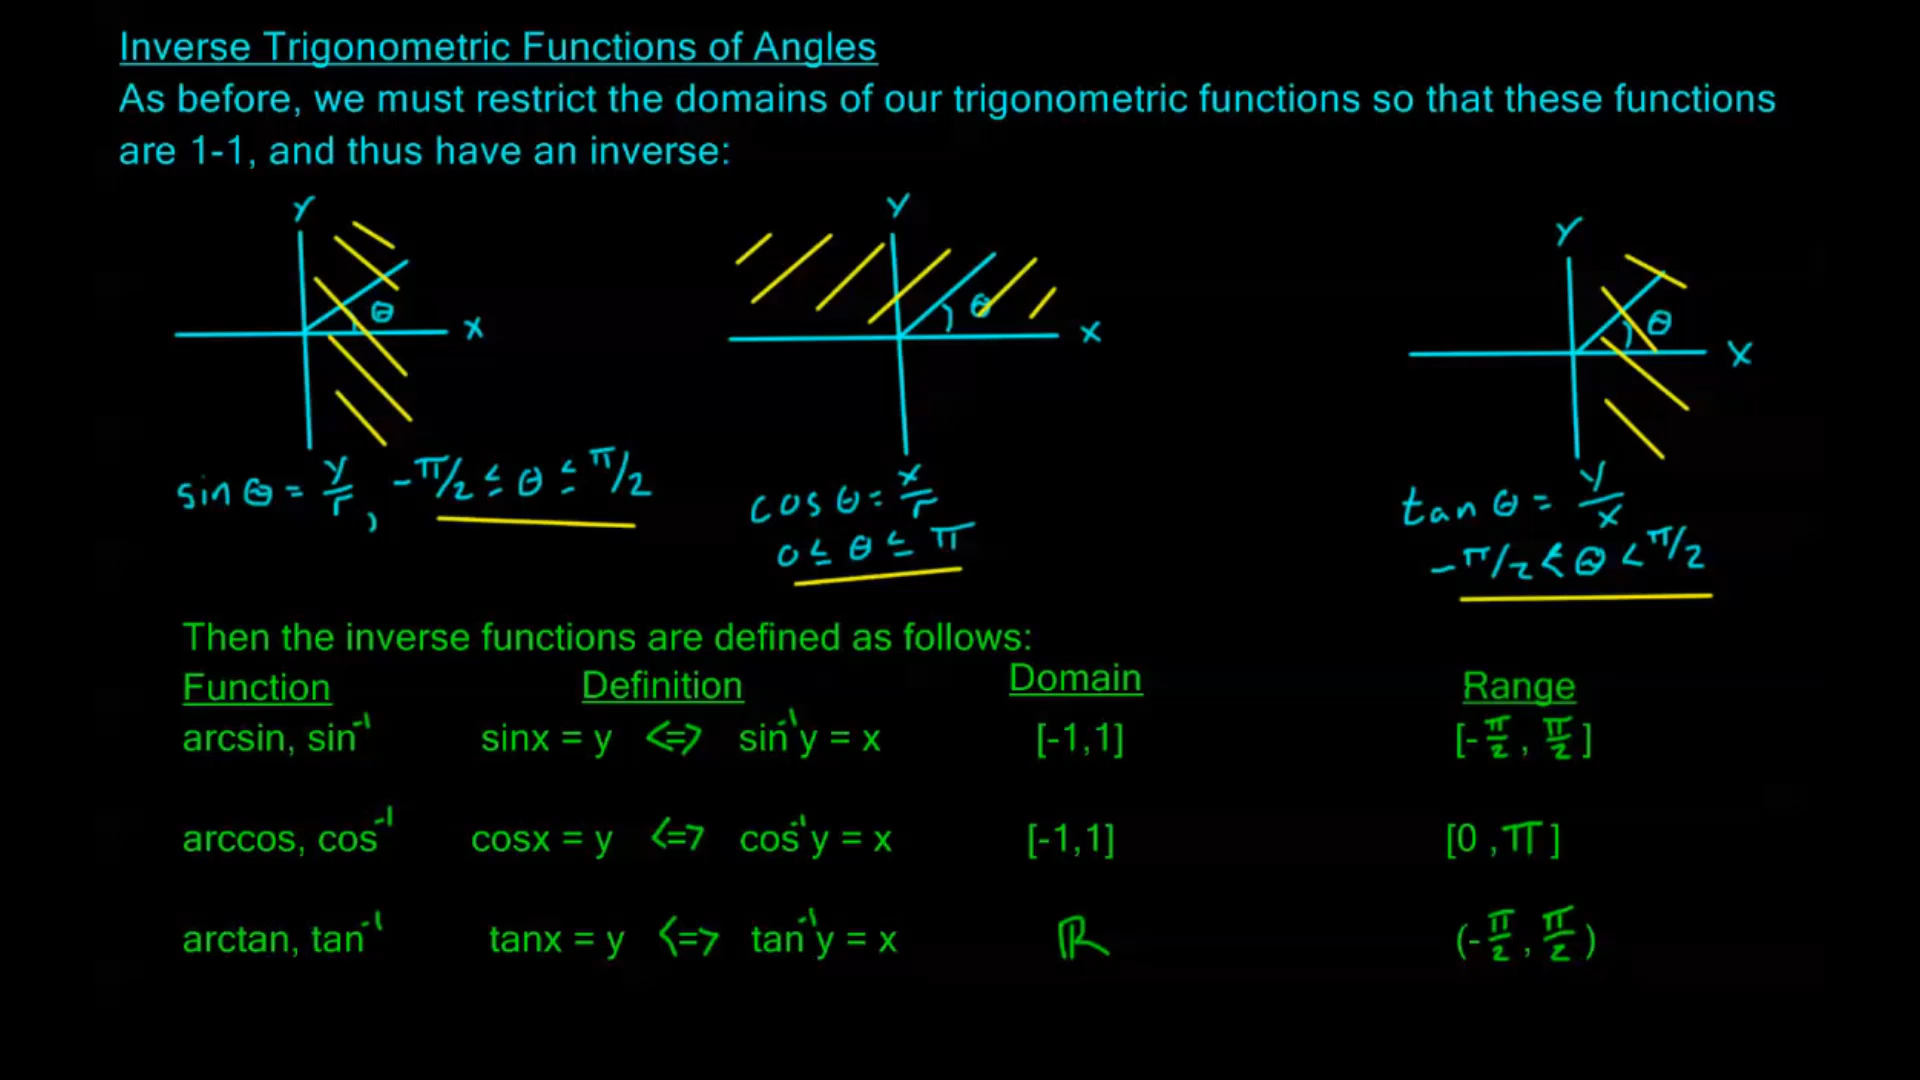 Inverse Trigonometric Functions of Angles
As before, we must restrict the domains of our trigonometric functions so that these functions
are 1-1, and thus have an inverse:
Y
Y
Y
θ
θ
θ
X
X
X
sin θ = y/r, -π/2 ≤ θ ≤ π/2
cos θ = x/r
0 ≤ θ ≤ π
tan θ = y/x
-π/2 < θ < π/2
Then the inverse functions are defined as follows:
Function Definition Domain Range
arcsin, sin⁻¹ sinx = y <=> sin⁻¹y = x [-1,1] [-π/2, π/2]
arccos, cos⁻¹ cosx = y <=> cos⁻¹y = x [-1,1] [0,π]
arctan, tan⁻¹ tanx = y <=> tan⁻¹y = x ℝ (-π/2, π/2)